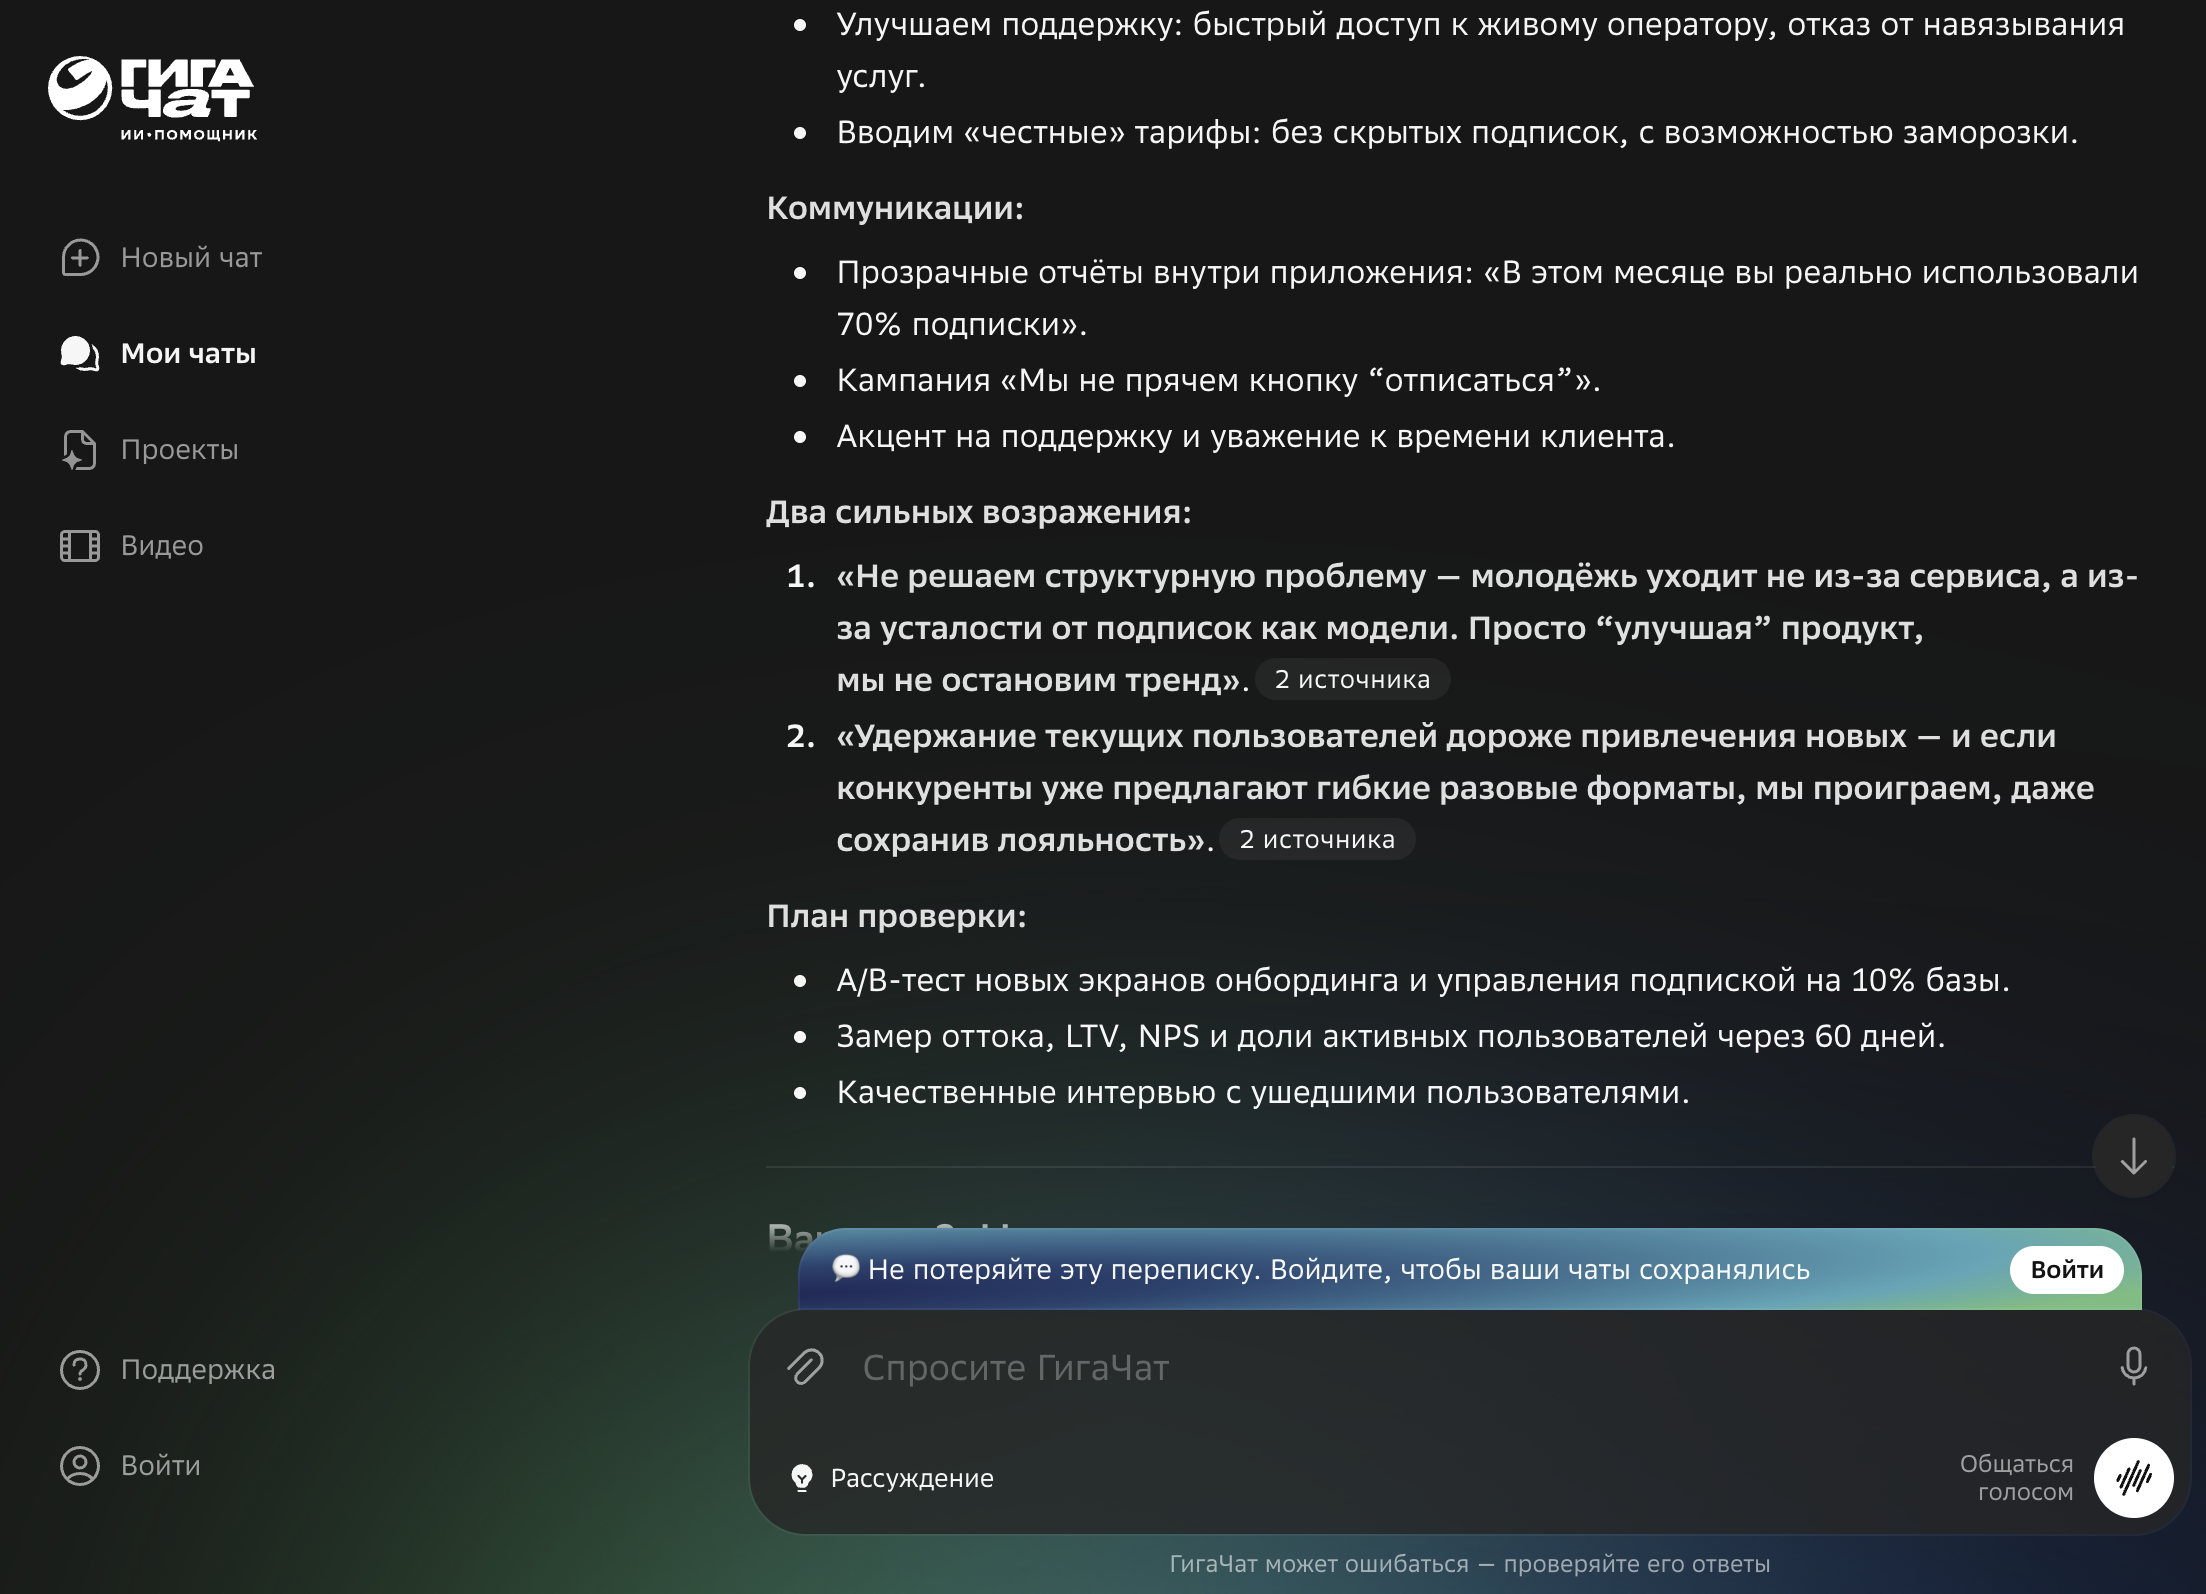 ГИГА
чат
ИИ•ПОМОЩНИК
Новый чат
Мои чаты
Проекты
Видео
Поддержка
Войти
• Улучшаем поддержку: быстрый доступ к живому оператору, отказ от навязывания
услуг.
• Вводим «честные» тарифы: без скрытых подписок, с возможностью заморозки.
Коммуникации:
• Прозрачные отчёты внутри приложения: «В этом месяце вы реально использовали
70% подписки».
• Кампания «Мы не прячем кнопку “отписаться”».
• Акцент на поддержку и уважение к времени клиента.
Два сильных возражения:
1. «Не решаем структурную проблему — молодёжь уходит не из-за сервиса, а из-
за усталости от подписок как модели. Просто “улучшая” продукт,
мы не остановим тренд». 2 источника
2. «Удержание текущих пользователей дороже привлечения новых — и если
конкуренты уже предлагают гибкие разовые форматы, мы проиграем, даже
сохранив лояльность». 2 источника
План проверки:
• A/B-тест новых экранов онбординга и управления подпиской на 10% базы.
• Замер оттока, LTV, NPS и доли активных пользователей через 60 дней.
• Качественные интервью с ушедшими пользователями.
Не потеряйте эту переписку. Войдите, чтобы ваши чаты сохранялись
Войти
Спросите ГигаЧат
Рассуждение
Общаться
голосом
ГигаЧат может ошибаться — проверяйте его ответы